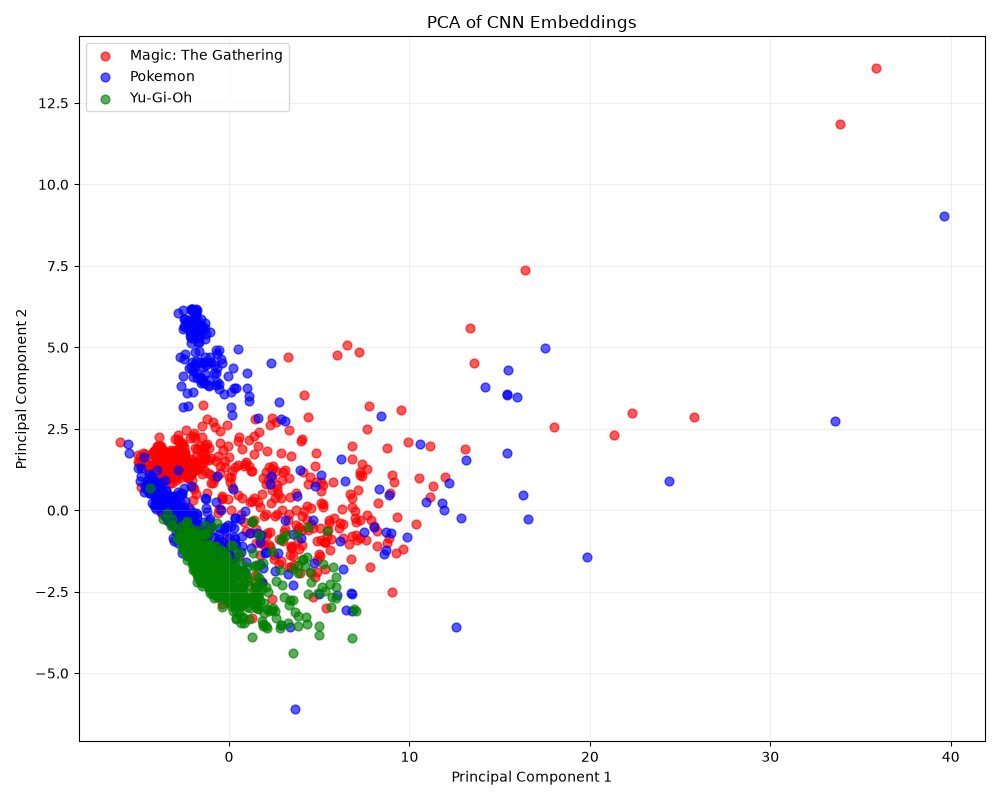 PCA of CNN Embeddings
Magic: The Gathering
Pokemon
Yu-Gi-Oh
12.5
10.0
7.5
5.0
2.5
0.0
−2.5
−5.0
Principal Component 2
0
10
20
30
40
Principal Component 1